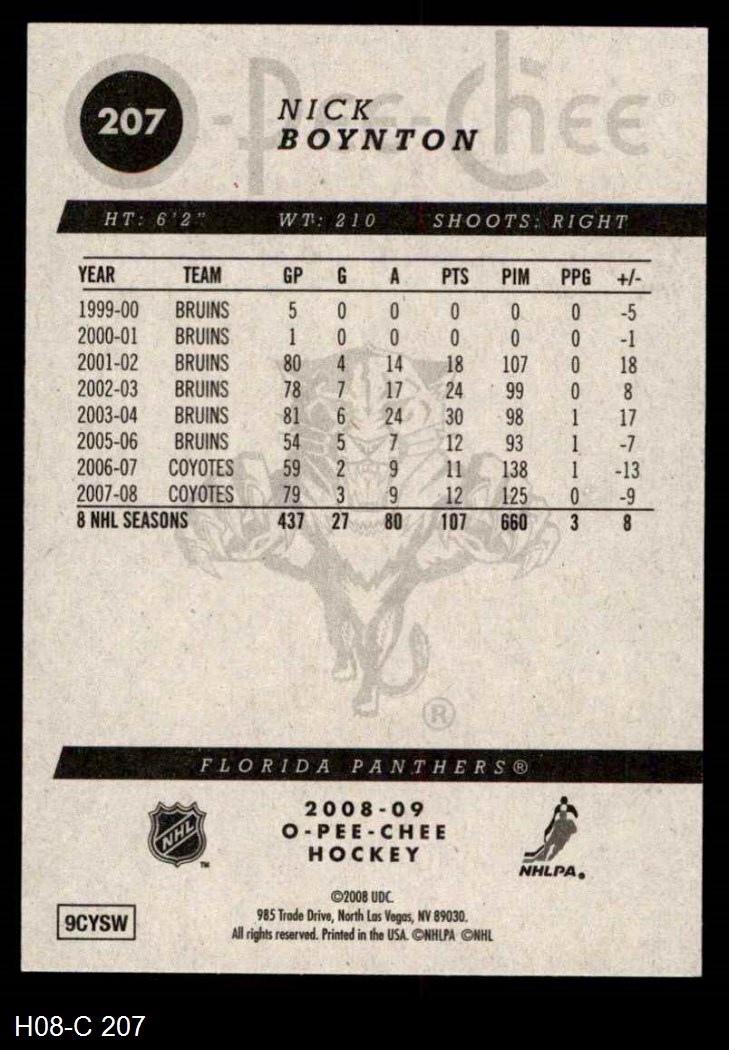 O-Pee-Chee®
207
NICK
BOYNTON
HT: 6'2" WT: 210 SHOOTS: RIGHT
YEAR TEAM GP G A PTS PIM PPG +/-
1999-00 BRUINS 5 0 0 0 0 0 -5
2000-01 BRUINS 1 0 0 0 0 0 -1
2001-02 BRUINS 80 4 14 18 107 0 18
2002-03 BRUINS 78 7 17 24 99 0 8
2003-04 BRUINS 81 6 24 30 98 1 17
2005-06 BRUINS 54 5 7 12 93 1 -7
2006-07 COYOTES 59 2 9 11 138 1 -13
2007-08 COYOTES 79 3 9 12 125 0 -9
8 NHL SEASONS 437 27 80 107 660 3 8
®
FLORIDA PANTHERS®
NHL
TM
2008-09
O-PEE-CHEE
HOCKEY
NHLPA®
©2008 UDC.
985 Trade Drive, North Las Vegas, NV 89030.
All rights reserved. Printed in the USA. ©NHLPA ©NHL
9CYSW
H08-C 207